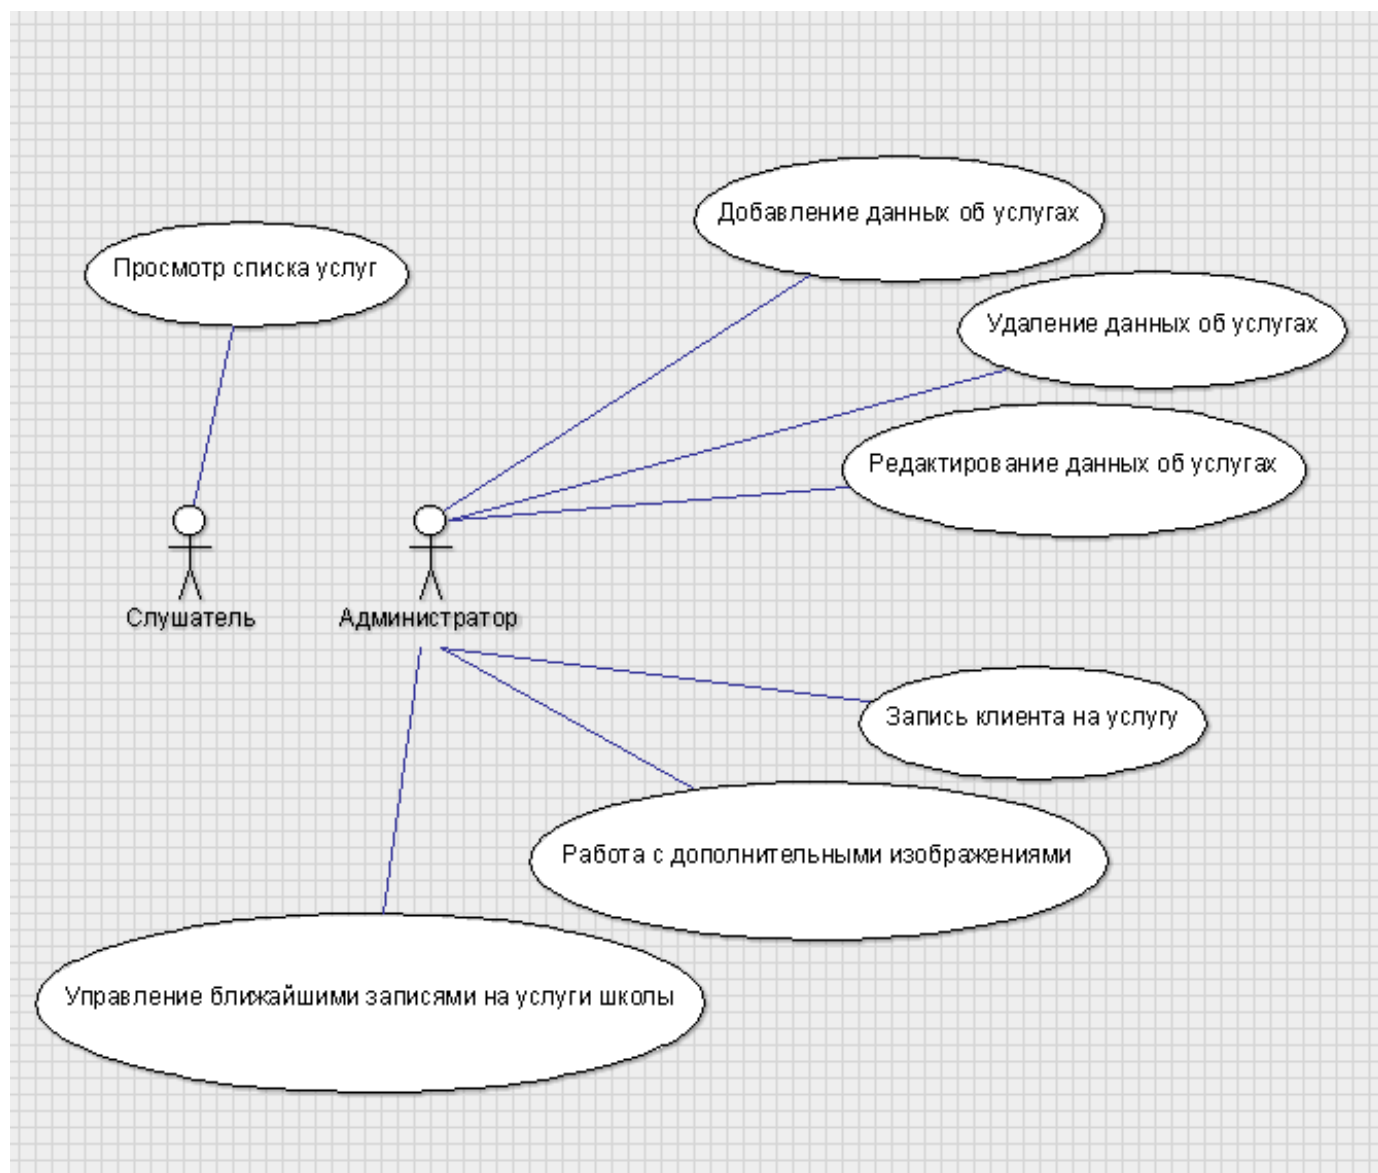 Добавление данных об услугах
Просмотр списка услуг
Удаление данных об услугах
Редактирование данных об услугах
Слушатель
Администратор
Запись клиента на услугу
Работа с дополнительными изображениями
Управление ближайшими записями на услуги школы